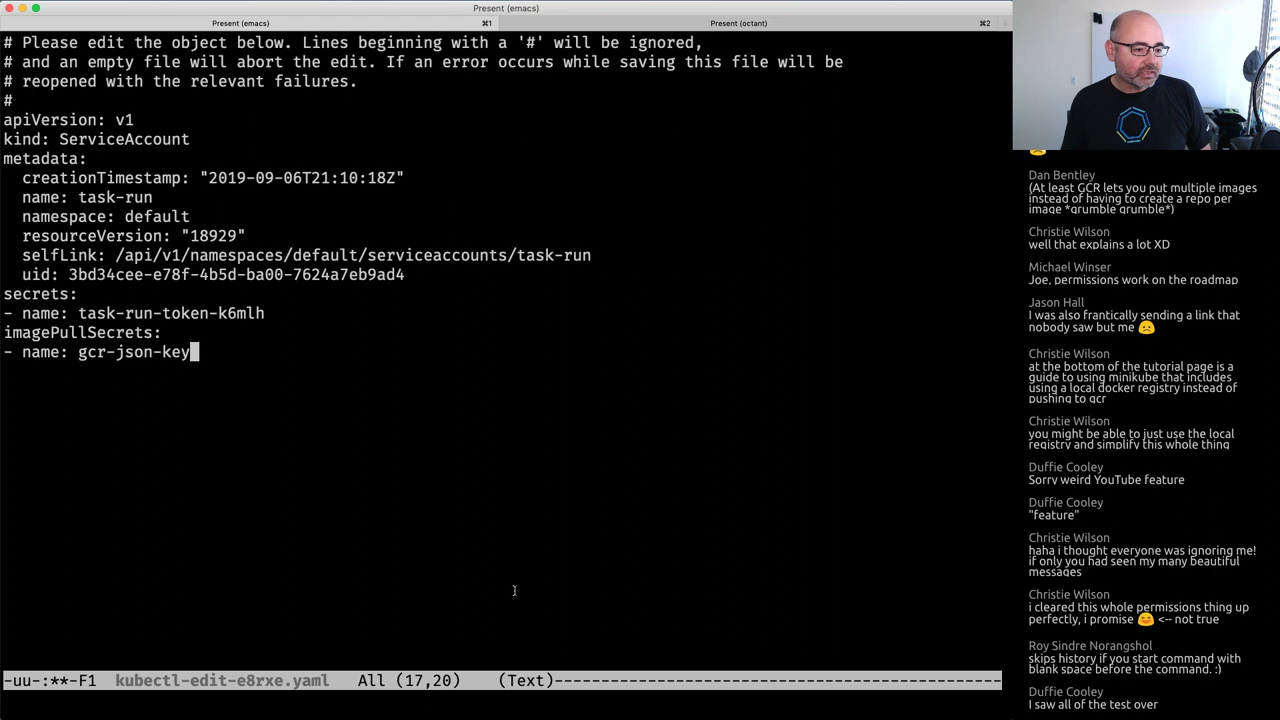 Present (emacs)
Present (emacs)
⌘1
Present (octant)
⌘2
# Please edit the object below. Lines beginning with a '#' will be ignored,
# and an empty file will abort the edit. If an error occurs while saving this file will be
# reopened with the relevant failures.
#
apiVersion: v1
kind: ServiceAccount
metadata:
  creationTimestamp: "2019-09-06T21:10:18Z"
  name: task-run
  namespace: default
  resourceVersion: "18929"
  selfLink: /api/v1/namespaces/default/serviceaccounts/task-run
  uid: 3bd34cee-e78f-4b5d-ba00-7624a7eb9ad4
secrets:
- name: task-run-token-k6mlh
imagePullSecrets:
- name: gcr-json-key
-uu-:**-F1  kubectl-edit-e8rxe.yaml   All (17,20)    (Text)-----------------------------------------------
Dan Bentley
(At least GCR lets you put multiple images
instead of having to create a repo per
image *grumble grumble*)
Christie Wilson
well that explains a lot XD
Michael Winser
Joe, permissions work on the roadmap
Jason Hall
I was also frantically sending a link that
nobody saw but me ☹️
Christie Wilson
at the bottom of the tutorial page is a
guide to using minikube that includes
using a local docker registry instead of
pushing to gcr
Christie Wilson
you might be able to just use the local
registry and simplify this whole thing
Duffie Cooley
Sorry weird YouTube feature
Duffie Cooley
"feature"
Christie Wilson
haha i thought everyone was ignoring me!
if only you had seen my many beautiful
messages
Christie Wilson
i cleared this whole permissions thing up
perfectly, i promise 😆 <-- not true
Roy Sindre Norangshol
skips history if you start command with
blank space before the command. :)
Duffie Cooley
I saw all of the test over